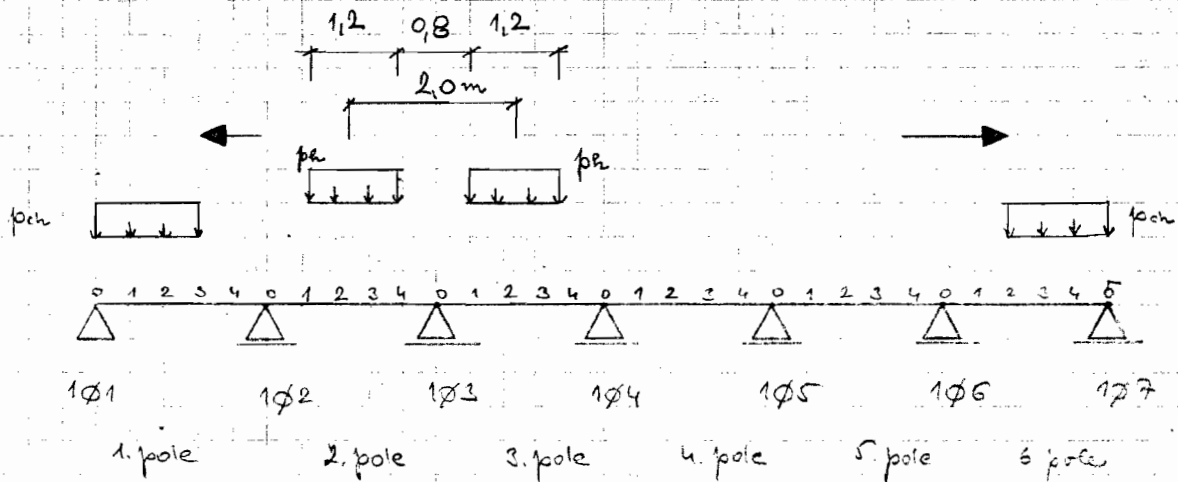 1,2 0,8 1,2
2,0m
ph ph
pch pch
0 1 2 3 4 0 1 2 3 4 0 1 2 3 4 0 1 2 3 4 0 1 2 3 4 0 1 2 3 4 5
1Ø1 1Ø2 1Ø3 1Ø4 1Ø5 1Ø6 1Ø7
1. pole 2. pole 3. pole 4. pole 5. pole 6 pole